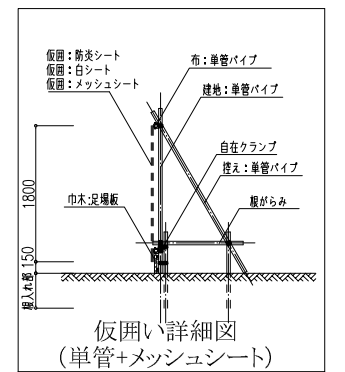 仮囲：防炎シート
仮囲：白シート
仮囲：メッシュシート
布：単管パイプ
建地：単管パイプ
自在クランプ
控え：単管パイプ
根がらみ
巾木:足場板
1800
150
根入れ部
仮囲い詳細図
(単管+メッシュシート)